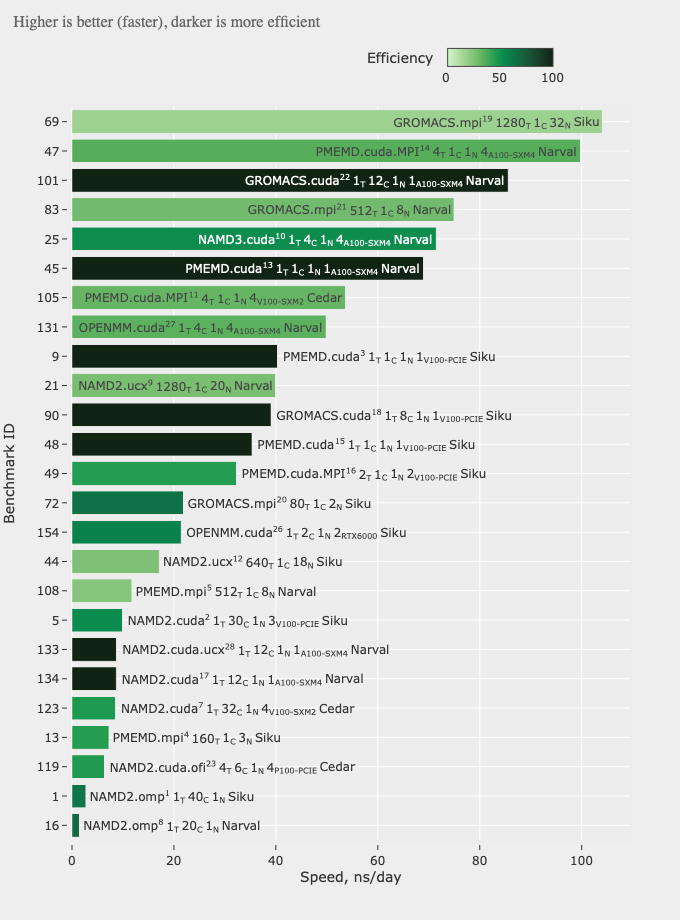 Higher is better (faster), darker is more efficient
Efficiency
0 50 100
69 GROMACS.mpi19 1280T 1C 32N Siku
47 PMEMD.cuda.MPI14 4T 1C 1N 4A100-SXM4 Narval
101 GROMACS.cuda22 1T 12C 1N 1A100-SXM4 Narval
83 GROMACS.mpi21 512T 1C 8N Narval
25 NAMD3.cuda10 1T 4C 1N 4A100-SXM4 Narval
45 PMEMD.cuda13 1T 1C 1N 1A100-SXM4 Narval
105 PMEMD.cuda.MPI11 4T 1C 1N 4V100-SXM2 Cedar
131 OPENMM.cuda27 1T 4C 1N 4A100-SXM4 Narval
9 PMEMD.cuda3 1T 1C 1N 1V100-PCIE Siku
21 NAMD2.ucx9 1280T 1C 20N Narval
90 GROMACS.cuda18 1T 8C 1N 1V100-PCIE Siku
48 PMEMD.cuda15 1T 1C 1N 1V100-PCIE Siku
49 PMEMD.cuda.MPI16 2T 1C 1N 2V100-PCIE Siku
72 GROMACS.mpi20 80T 1C 2N Siku
154 OPENMM.cuda26 1T 2C 1N 2RTX6000 Siku
44 NAMD2.ucx12 640T 1C 18N Siku
108 PMEMD.mpi5 512T 1C 8N Narval
5 NAMD2.cuda2 1T 30C 1N 3V100-PCIE Siku
133 NAMD2.cuda.ucx28 1T 12C 1N 1A100-SXM4 Narval
134 NAMD2.cuda17 1T 12C 1N 1A100-SXM4 Narval
123 NAMD2.cuda7 1T 32C 1N 4V100-SXM2 Cedar
13 PMEMD.mpi4 160T 1C 3N Siku
119 NAMD2.cuda.ofi23 4T 6C 1N 4P100-PCIE Cedar
1 NAMD2.omp1 1T 40C 1N Siku
16 NAMD2.omp8 1T 20C 1N Narval
Benchmark ID
0 20 40 60 80 100
Speed, ns/day